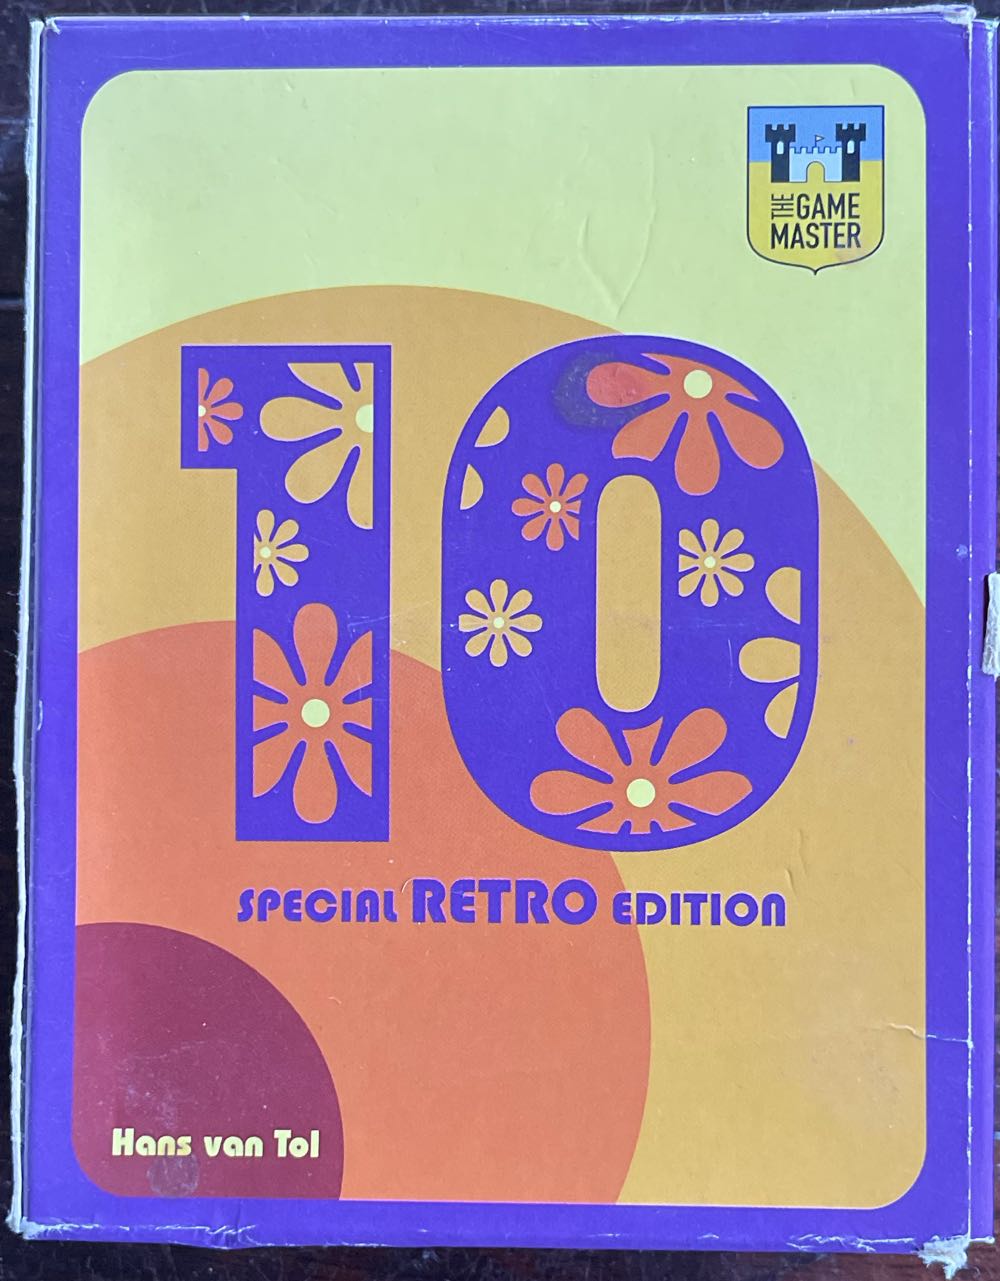 THE GAME
MASTER
10
SPECIAL RETRO EDITION
Hans van Tol